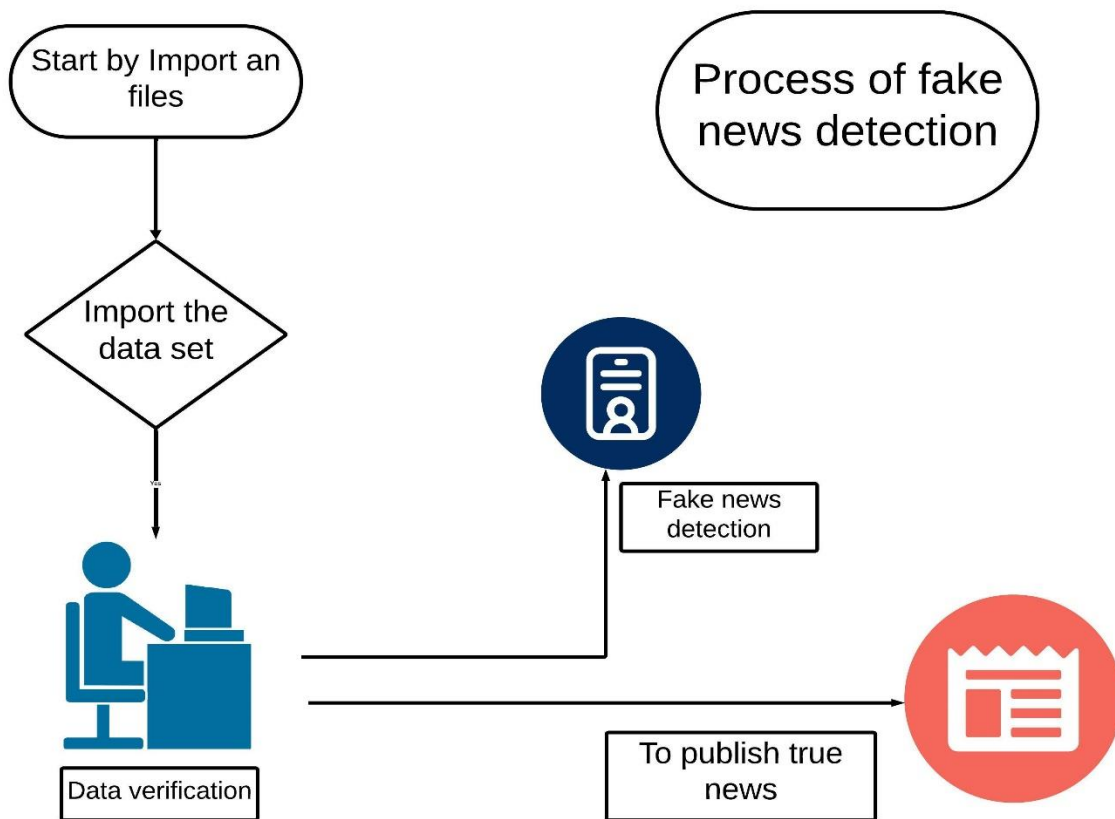 Start by Import an
files
Process of fake
news detection
Import the
data set
Yes
Fake news
detection
To publish true
news
Data verification